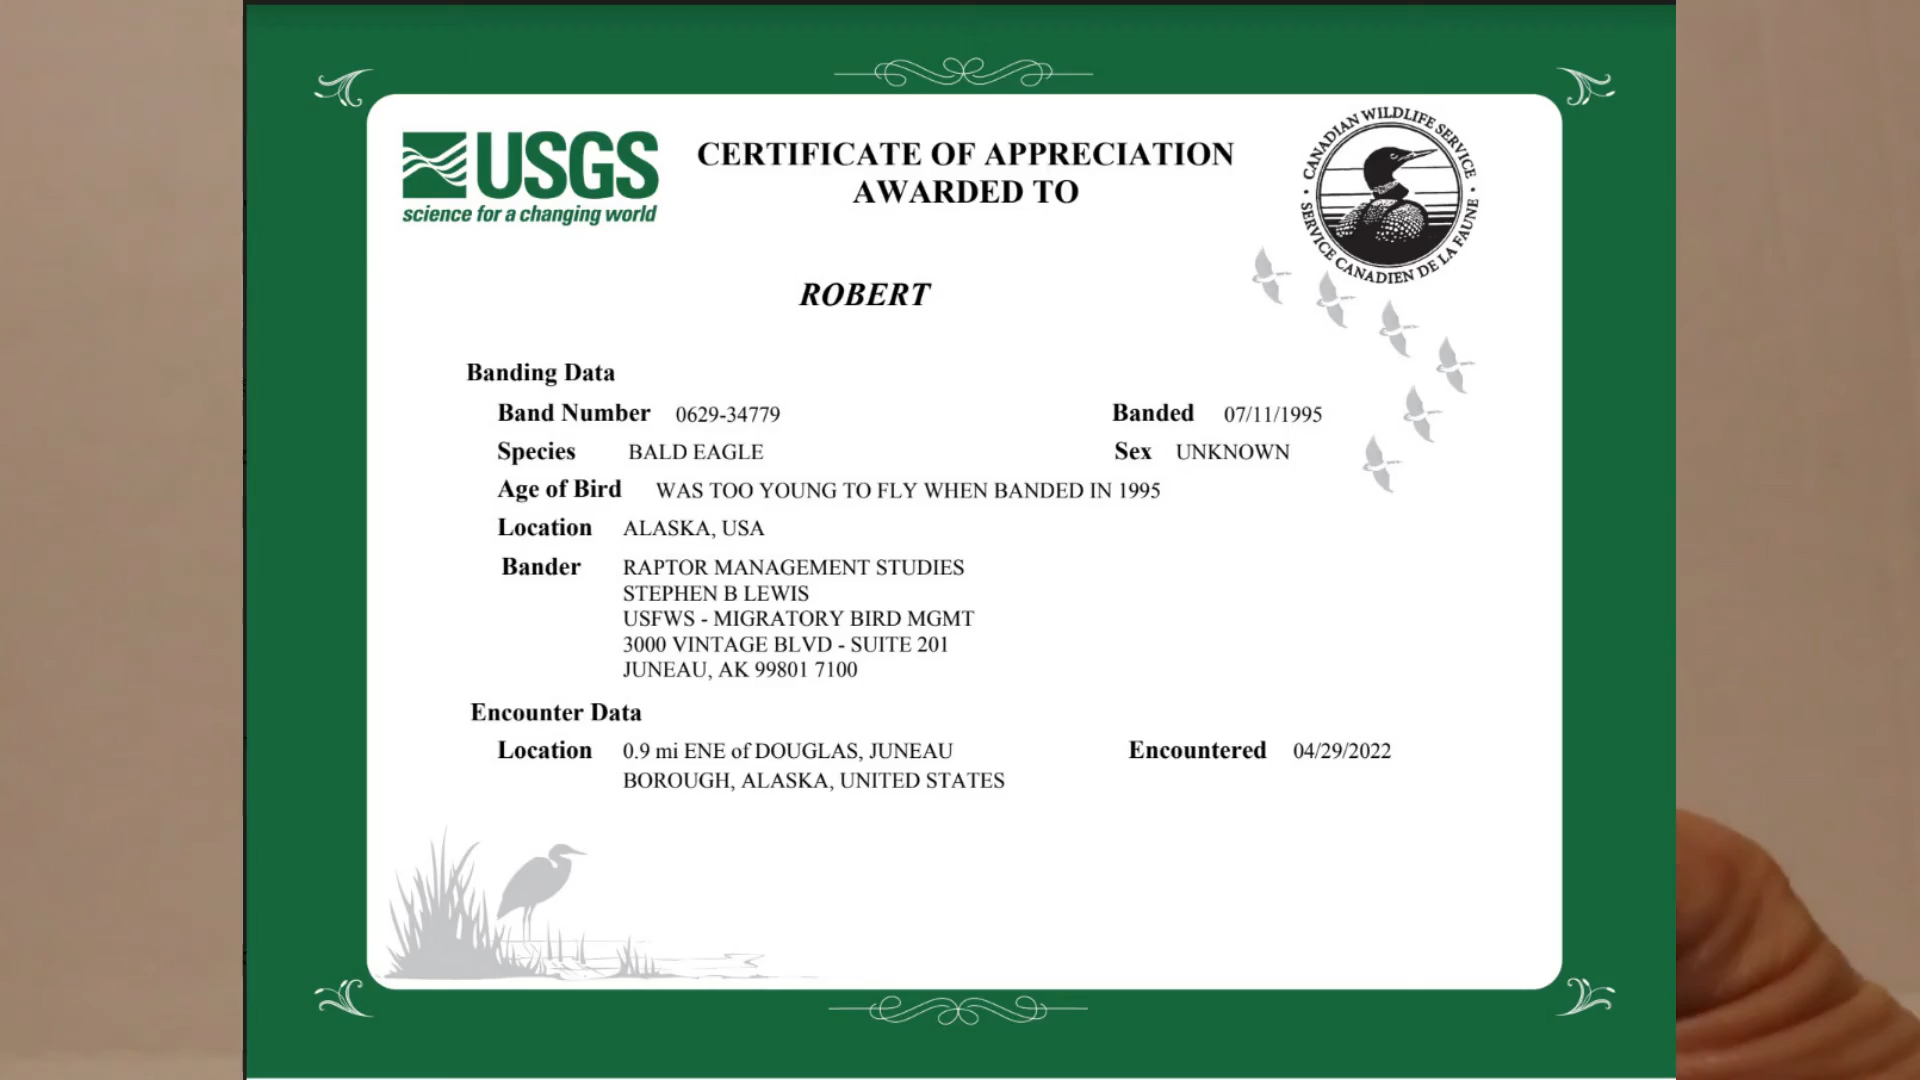 USGS
science for a changing world
CERTIFICATE OF APPRECIATION
AWARDED TO
CANADIAN WILDLIFE SERVICE
SERVICE CANADIEN DE LA FAUNE
ROBERT
Banding Data
Band Number 0629-34779 Banded 07/11/1995
Species BALD EAGLE Sex UNKNOWN
Age of Bird WAS TOO YOUNG TO FLY WHEN BANDED IN 1995
Location ALASKA, USA
Bander RAPTOR MANAGEMENT STUDIES
STEPHEN B LEWIS
USFWS - MIGRATORY BIRD MGMT
3000 VINTAGE BLVD - SUITE 201
JUNEAU, AK 99801 7100
Encounter Data
Location 0.9 mi ENE of DOUGLAS, JUNEAU Encountered 04/29/2022
BOROUGH, ALASKA, UNITED STATES